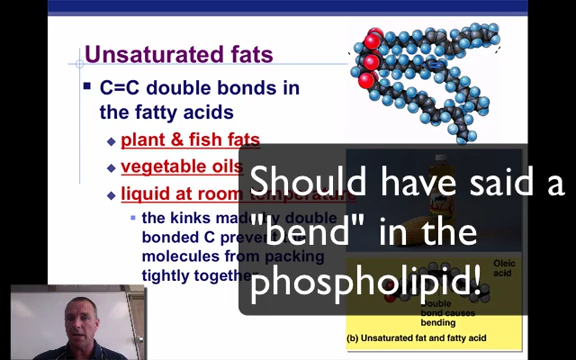 Unsaturated fats
C=C double bonds in
the fatty acids
plant & fish fats
vegetable oils
liquid at room temperature
the kinks made by double
bonded C prevent the
molecules from packing
tightly together
Should have said a
"bend" in the
phospholipid!
Oleic
acid
Double
bond causes
bending
(b) Unsaturated fat and fatty acid